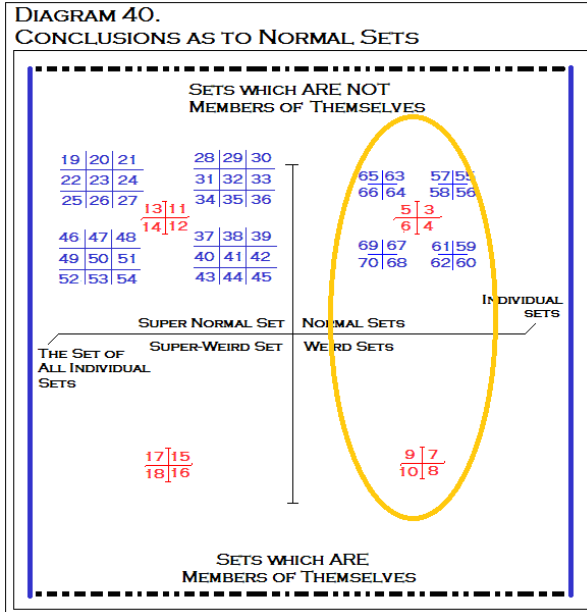 DIAGRAM 40.
CONCLUSIONS AS TO NORMAL SETS
SETS WHICH ARE NOT
MEMBERS OF THEMSELVES
19 20 21
22 23 24
25 26 27
28 29 30
31 32 33
34 35 36
13 11
14 12
46 47 48
49 50 51
52 53 54
37 38 39
40 41 42
43 44 45
65 63
66 64
57 55
58 56
5 3
6 4
69 67
70 68
61 59
62 60
INDIVIDUAL
SETS
SUPER NORMAL SET
NORMAL SETS
SUPER-WEIRD SET
WEIRD SETS
THE SET OF
ALL INDIVIDUAL
SETS
17 15
18 16
9 7
10 8
SETS WHICH ARE
MEMBERS OF THEMSELVES